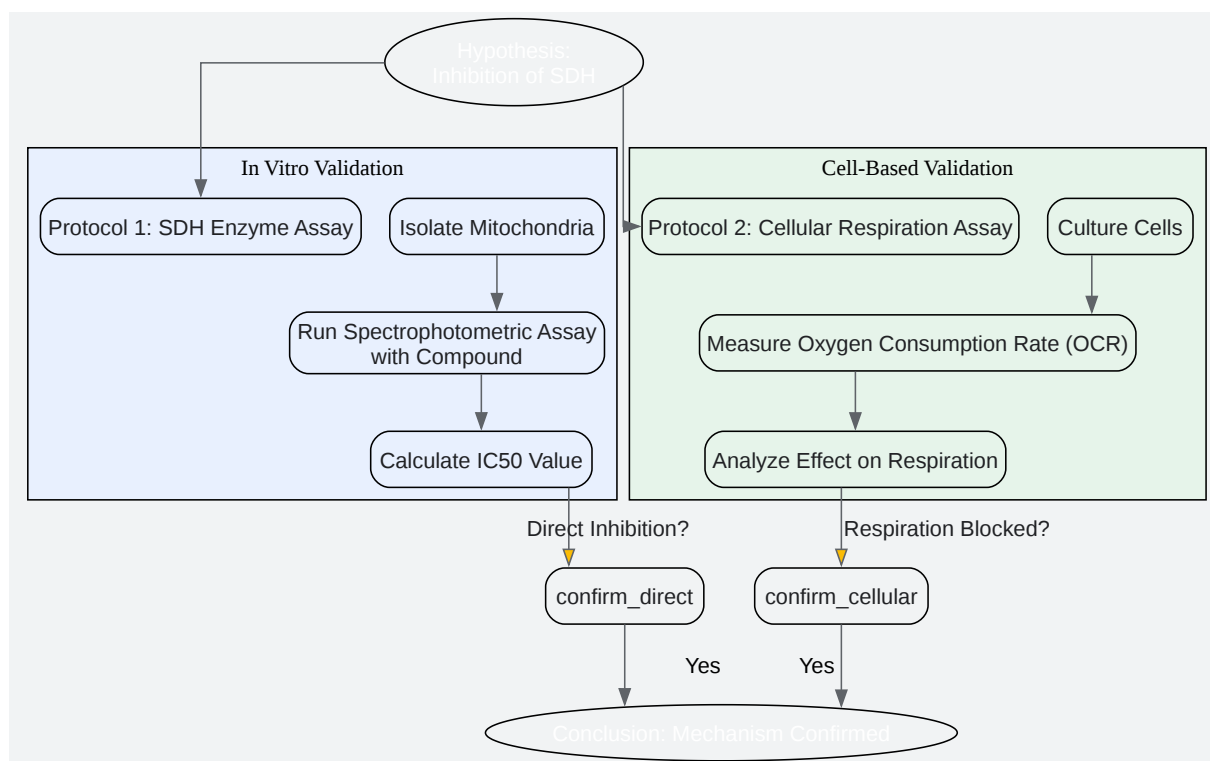 Hypothesis:
Inhibition of SDH
In Vitro Validation
Protocol 1: SDH Enzyme Assay
Isolate Mitochondria
Run Spectrophotometric Assay
with Compound
Calculate IC50 Value
Cell-Based Validation
Protocol 2: Cellular Respiration Assay
Culture Cells
Measure Oxygen Consumption Rate (OCR)
Analyze Effect on Respiration
Direct Inhibition?
Respiration Blocked?
confirm_direct
confirm_cellular
Yes
Yes
Conclusion: Mechanism Confirmed